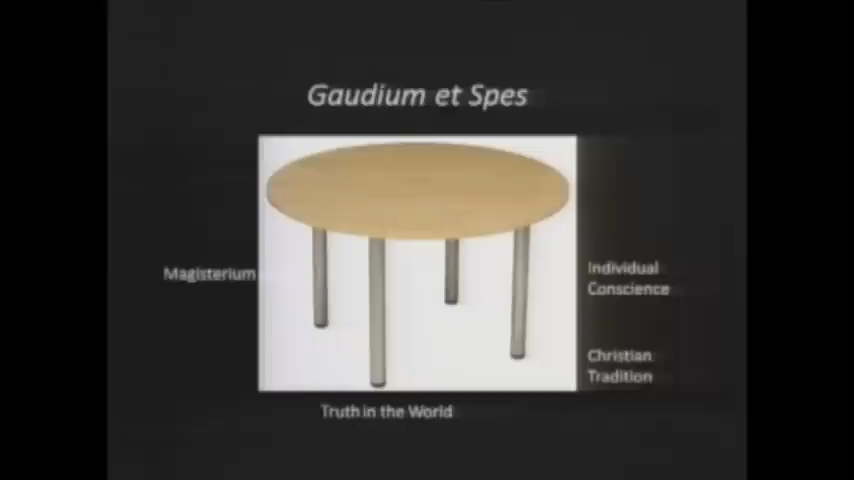 Gaudium et Spes
Magisterium
Individual
Conscience
Christian
Tradition
Truth in the World